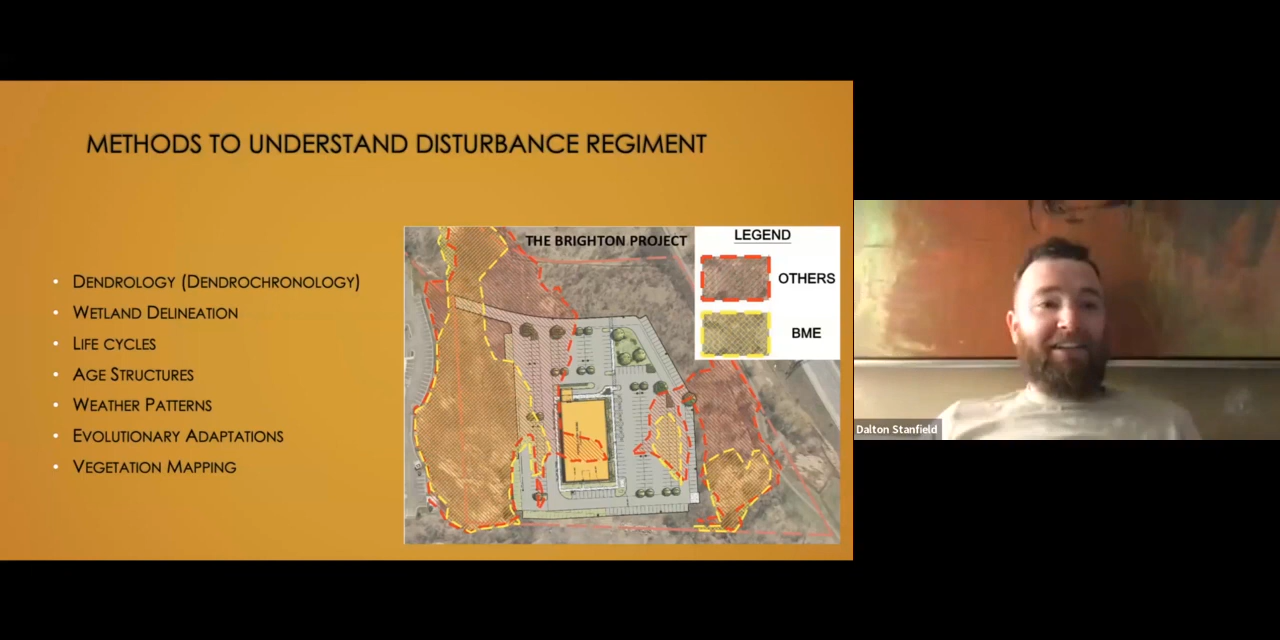 METHODS TO UNDERSTAND DISTURBANCE REGIMENT
• DENDROLOGY (DENDROCHRONOLOGY)
• WETLAND DELINEATION
• LIFE CYCLES
• AGE STRUCTURES
• WEATHER PATTERNS
• EVOLUTIONARY ADAPTATIONS
• VEGETATION MAPPING
THE BRIGHTON PROJECT
LEGEND
OTHERS
BME
Dalton Stanfield